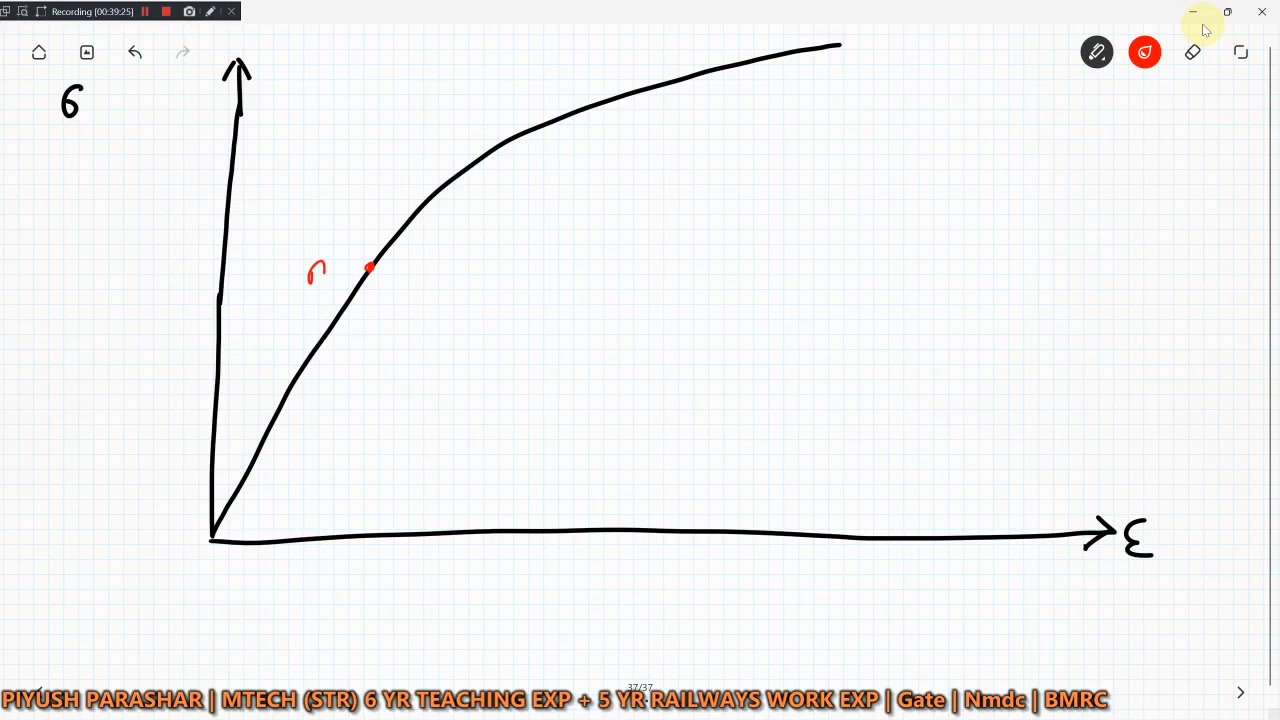 Recording [00:39:25]
6
ε
37/37
PIYUSH PARASHAR | MTECH (STR) 6 YR TEACHING EXP + 5 YR RAILWAYS WORK EXP | Gate | Nmdc | BMRC